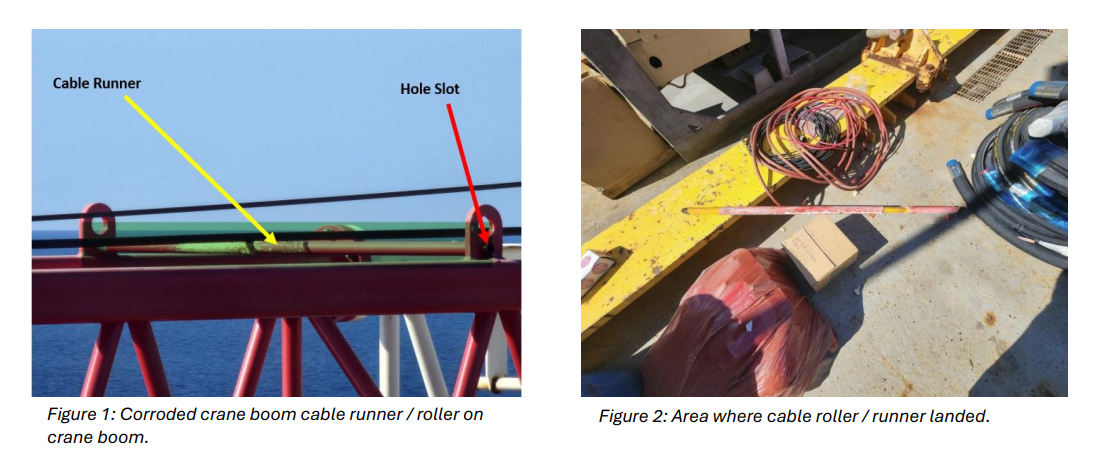 Cable Runner
Hole Slot
Figure 1: Corroded crane boom cable runner / roller on
crane boom.
Figure 2: Area where cable roller / runner landed.